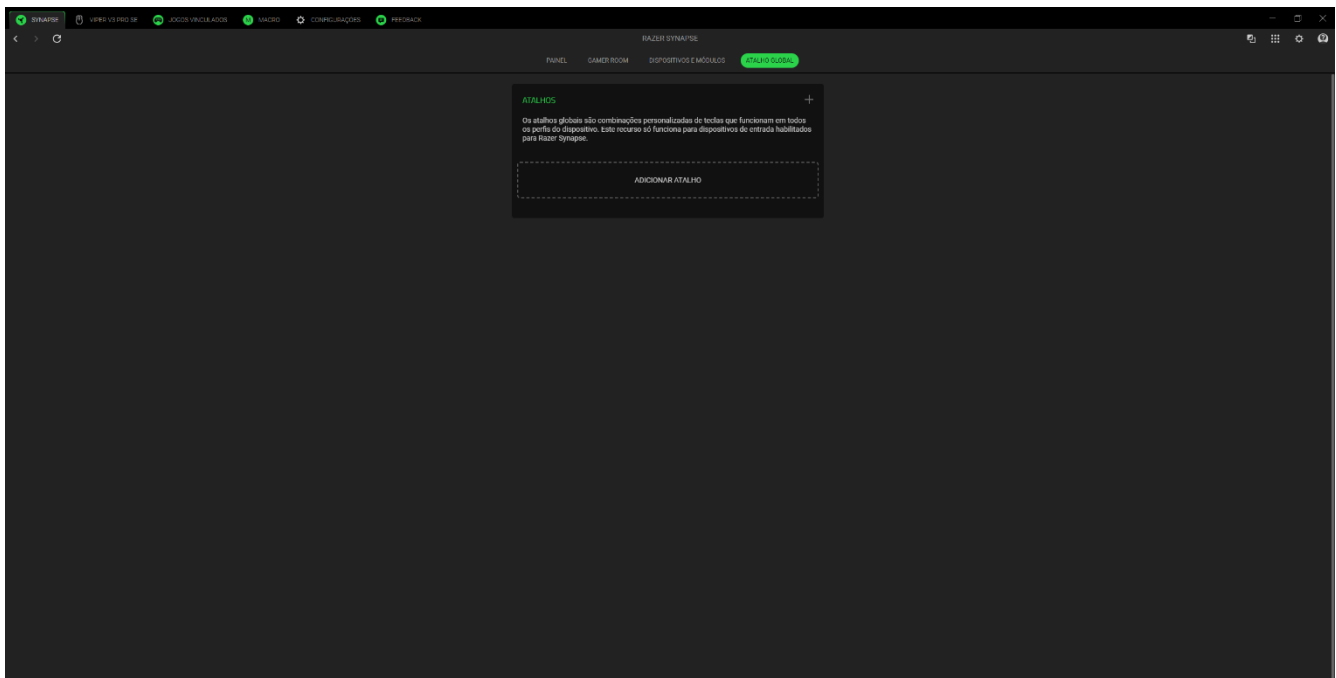 SYNAPSE VIPER V3 PRO SE JOGOS VINCULADOS MACRO CONFIGURAÇÕES FEEDBACK
RAZER SYNAPSE
PAINEL GAMER ROOM DISPOSITIVOS E MÓDULOS ATALHO GLOBAL
ATALHOS
Os atalhos globais são combinações personalizadas de teclas que funcionam em todos
os perfis do dispositivo. Este recurso só funciona para dispositivos de entrada habilitados
para Razer Synapse.
ADICIONAR ATALHO